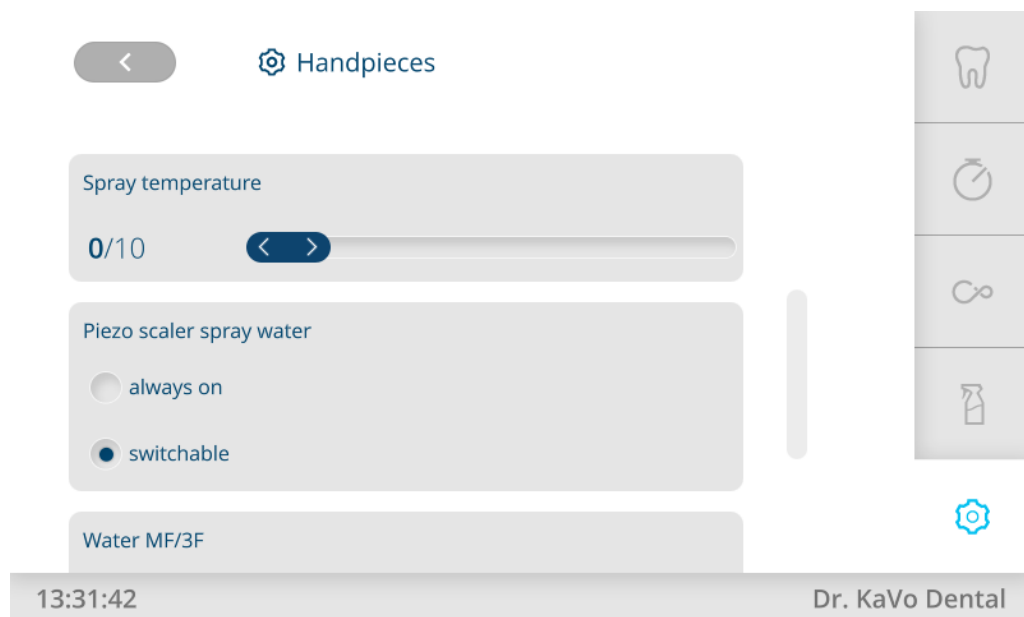 Handpieces
Spray temperature
0/10
Piezo scaler spray water
always on
switchable
Water MF/3F
13:31:42
Dr. KaVo Dental